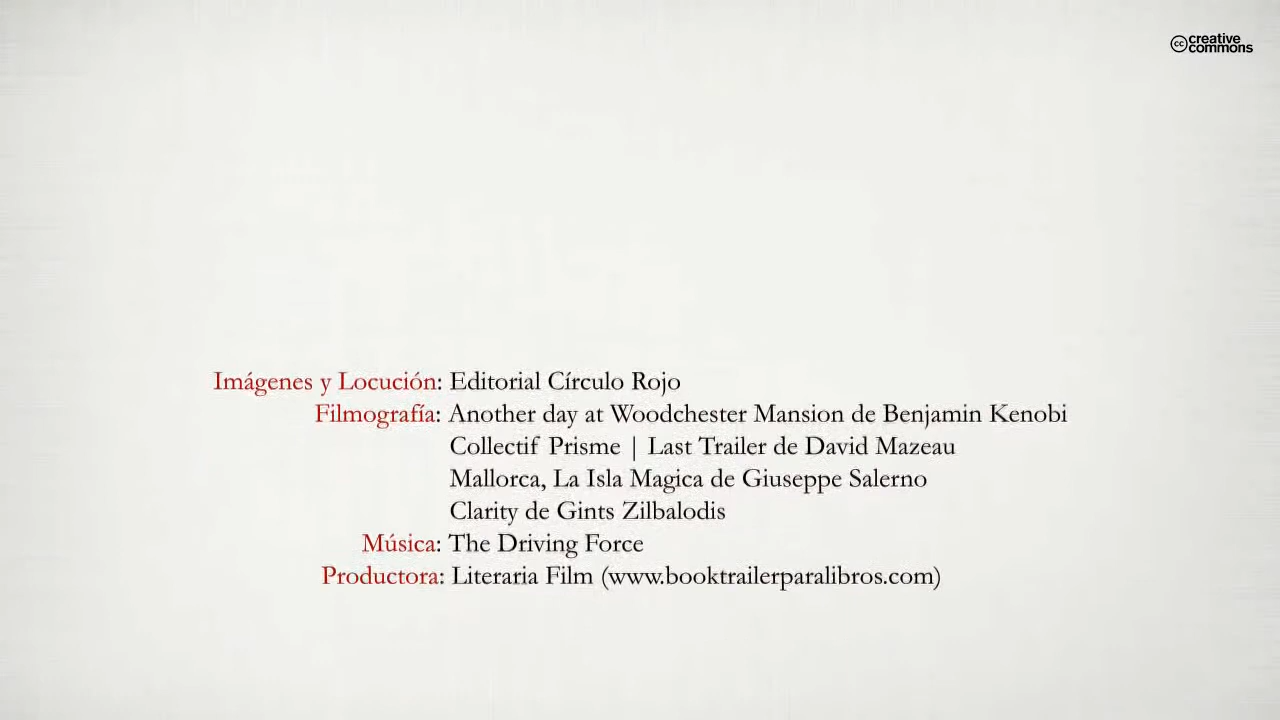 creative
commons
Imágenes y Locución: Editorial Círculo Rojo
Filmografía: Another day at Woodchester Mansion de Benjamin Kenobi
Collectif Prisme | Last Trailer de David Mazeau
Mallorca, La Isla Magica de Giuseppe Salerno
Clarity de Gints Zilbalodis
Música: The Driving Force
Productora: Literaria Film (www.booktrailerparalibros.com)